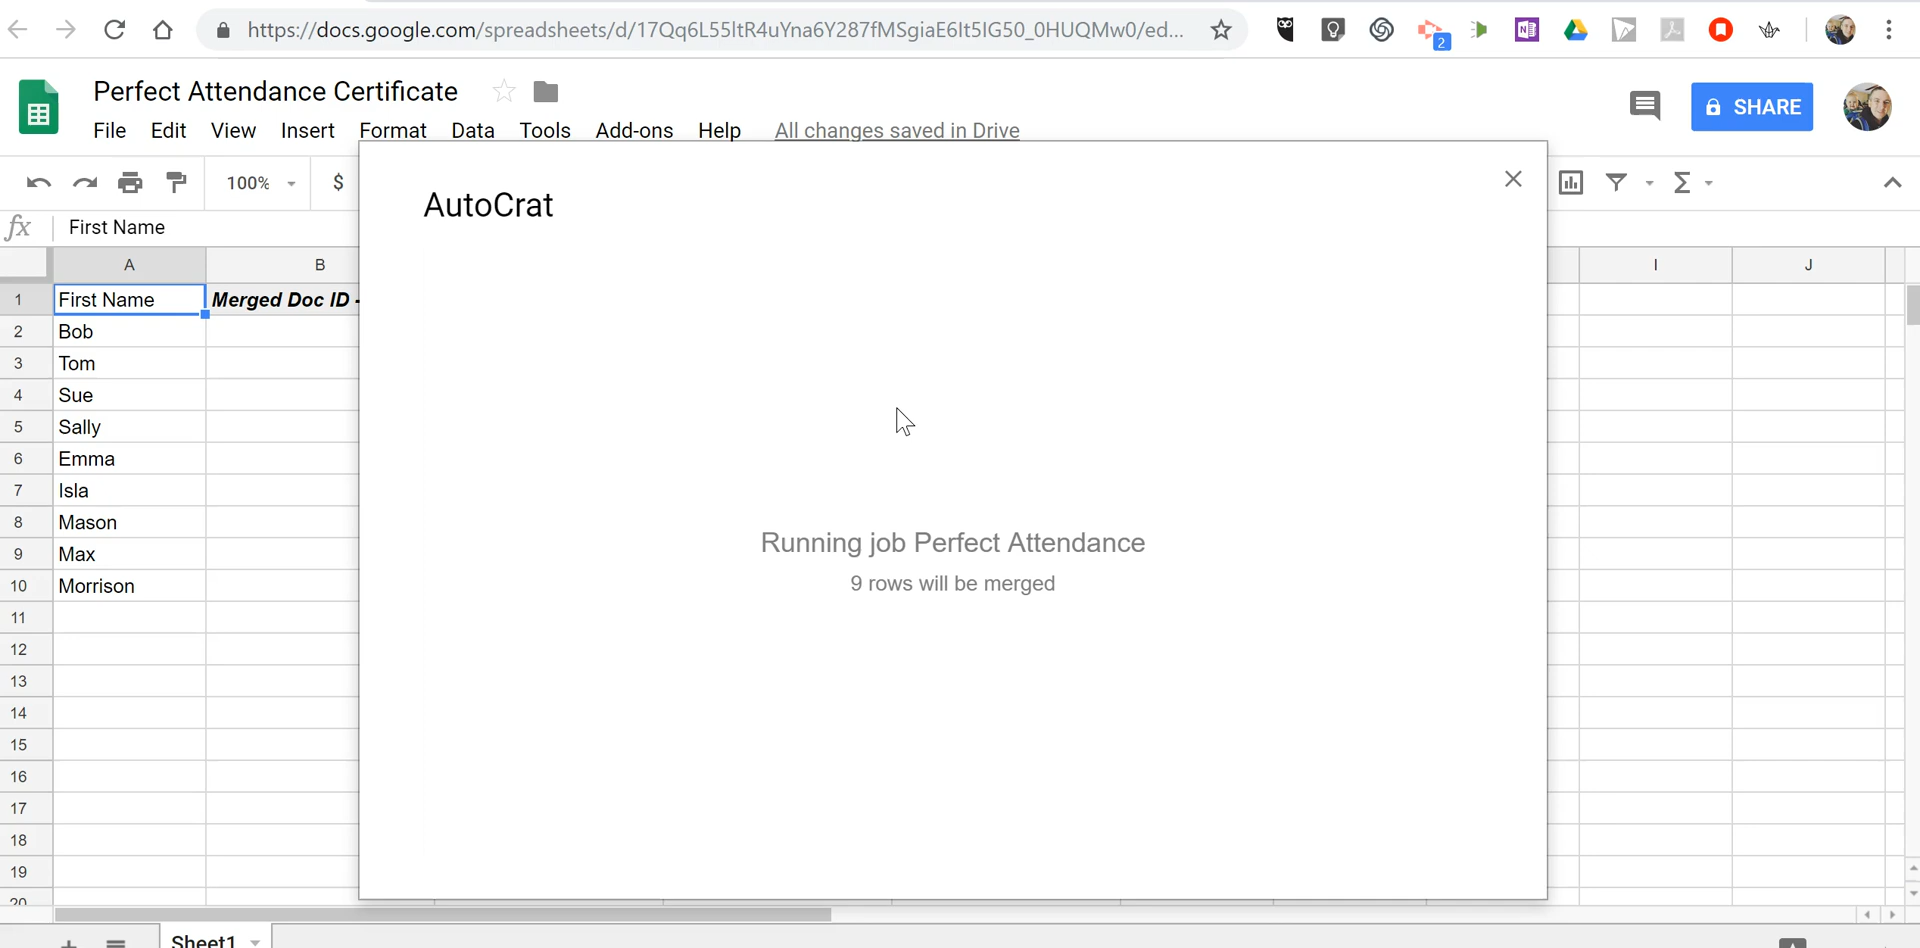 https://docs.google.com/spreadsheets/d/17Qq6L55ltR4uYna6Y287fMSgiaE6It5IG50_0HUQMw0/ed...
2
Perfect Attendance Certificate
File Edit View Insert Format Data Tools Add-ons Help All changes saved in Drive
SHARE
100% $
fx First Name
A B I J
1 First Name Merged Doc ID -
2 Bob
3 Tom
4 Sue
5 Sally
6 Emma
7 Isla
8 Mason
9 Max
10 Morrison
11
12
13
14
15
16
17
18
19
20
AutoCrat
Running job Perfect Attendance
9 rows will be merged
Sheet1